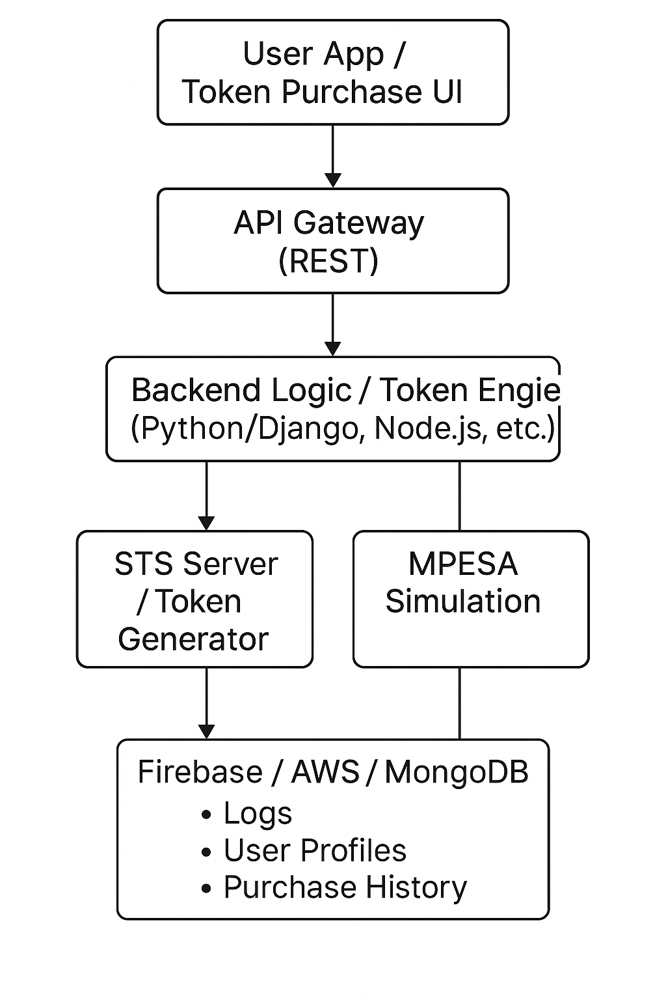 User App /
Token Purchase UI
API Gateway
(REST)
Backend Logic / Token Engie
(Python/Django, Node.js, etc.)
STS Server
/ Token
Generator
MPESA
Simulation
Firebase / AWS / MongoDB
• Logs
• User Profiles
• Purchase History